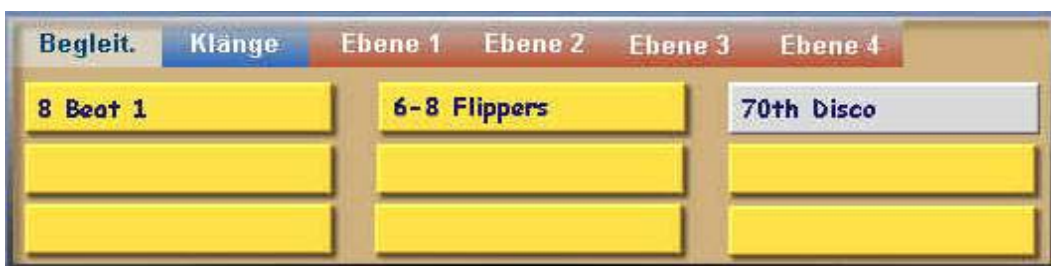 Begleit. Klänge Ebene 1 Ebene 2 Ebene 3 Ebene 4
8 Beat 1 6-8 Flippers 70th Disco